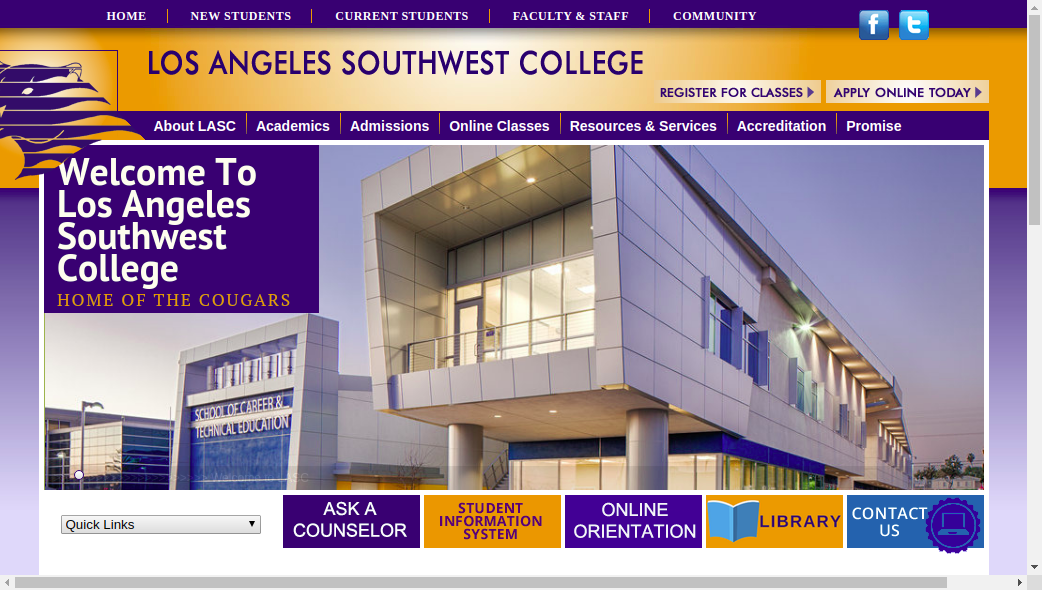 HOME NEW STUDENTS CURRENT STUDENTS FACULTY & STAFF COMMUNITY
f t
LOS ANGELES SOUTHWEST COLLEGE
REGISTER FOR CLASSES APPLY ONLINE TODAY
About LASC Academics Admissions Online Classes Resources & Services Accreditation Promise
Welcome To
Los Angeles
Southwest
College
HOME OF THE COUGARS
SCHOOL OF CAREER &
TECHNICAL EDUCATION
Quick Links
ASK A
COUNSELOR
STUDENT
INFORMATION
SYSTEM
ONLINE
ORIENTATION
LIBRARY
CONTACT
US